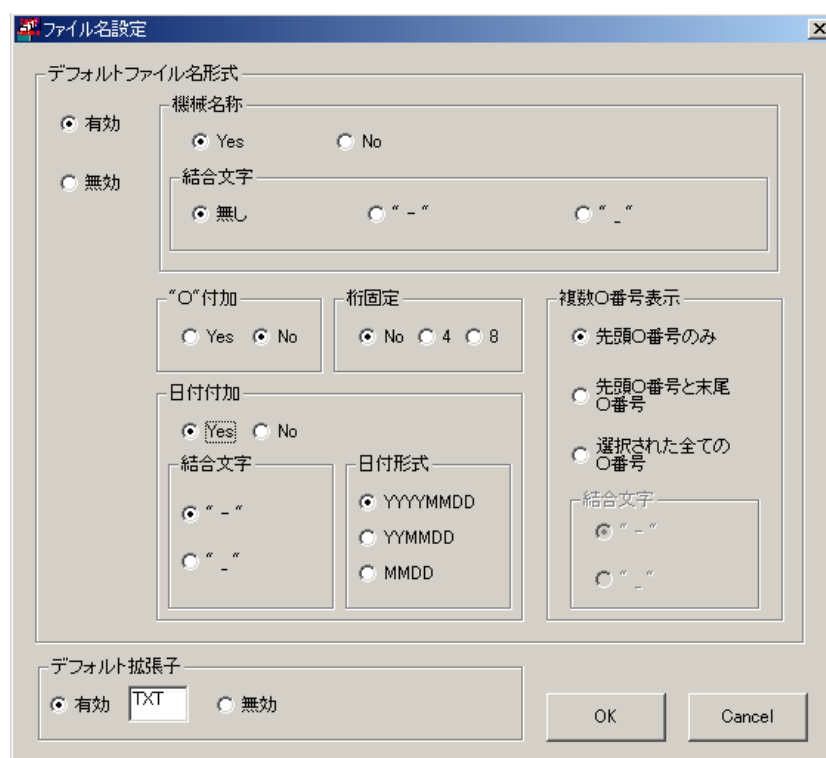 ファイル名設定
デフォルトファイル名形式
有効
無効
機械名称
Yes No
結合文字
無し “ - ” “ _ ”
“O”付加
Yes No
桁固定
No 4 8
複数O番号表示
先頭O番号のみ
先頭O番号と末尾
O番号
選択された全ての
O番号
結合文字
“ - ”
“ _ ”
日付付加
Yes No
結合文字
“ - ”
“ _ ”
日付形式
YYYYMMDD
YYMMDD
MMDD
デフォルト拡張子
有効 TXT 無効
OK Cancel